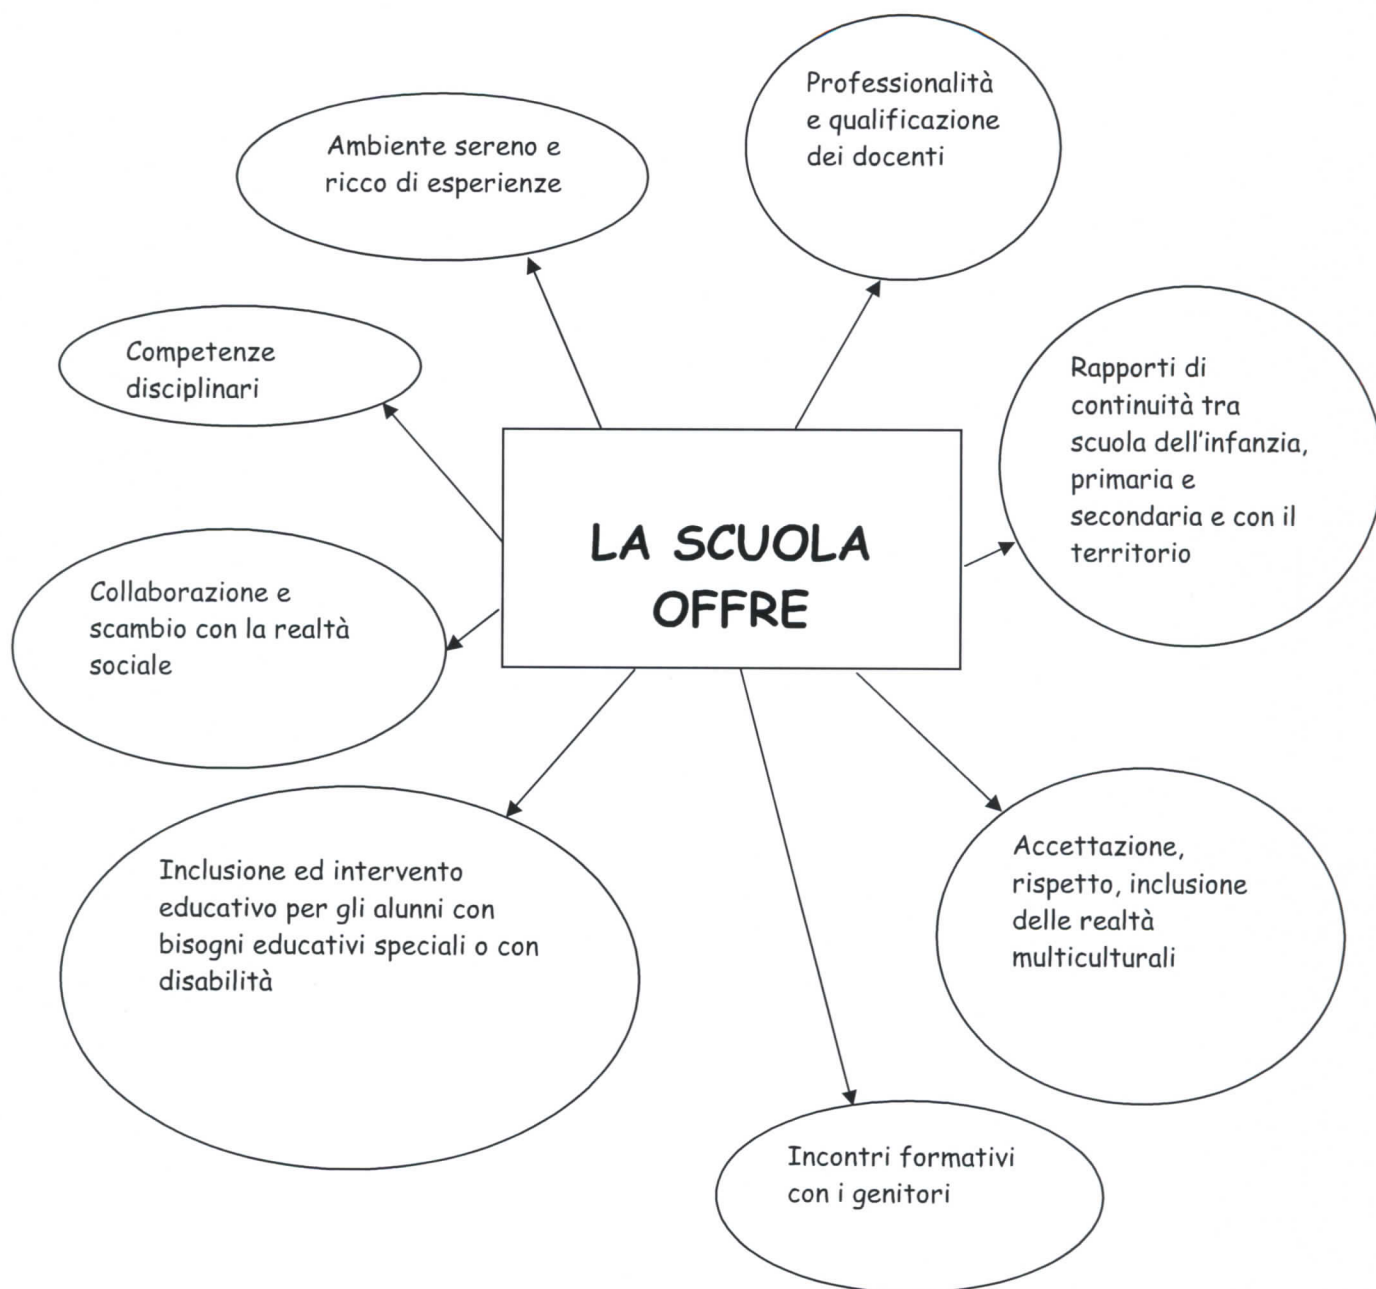 Professionalità
e qualificazione
dei docenti
Ambiente sereno e
ricco di esperienze
Competenze
disciplinari
Rapporti di
continuità tra
scuola dell'infanzia,
primaria e
secondaria e con il
territorio
LA SCUOLA
OFFRE
Collaborazione e
scambio con la realtà
sociale
Inclusione ed intervento
educativo per gli alunni con
bisogni educativi speciali o con
disabilità
Accettazione,
rispetto, inclusione
delle realtà
multiculturali
Incontri formativi
con i genitori